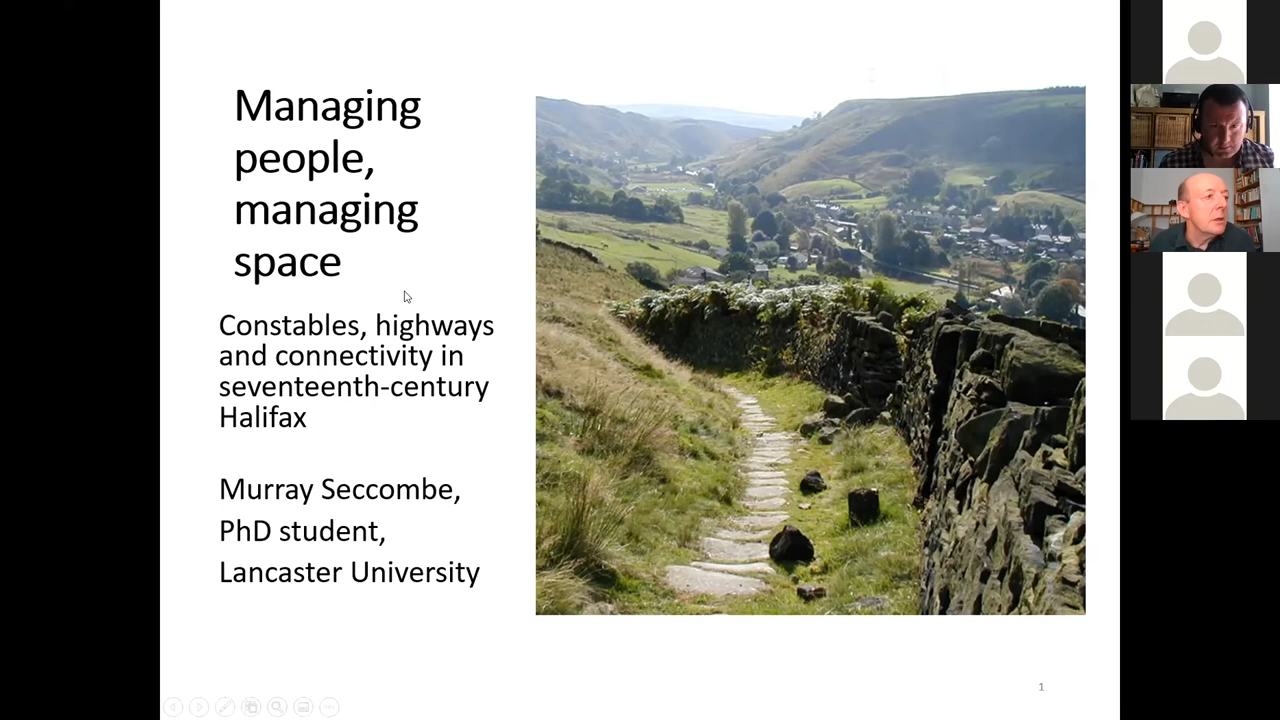 Managing
people,
managing
space
Constables, highways
and connectivity in
seventeenth-century
Halifax
Murray Seccombe,
PhD student,
Lancaster University
1